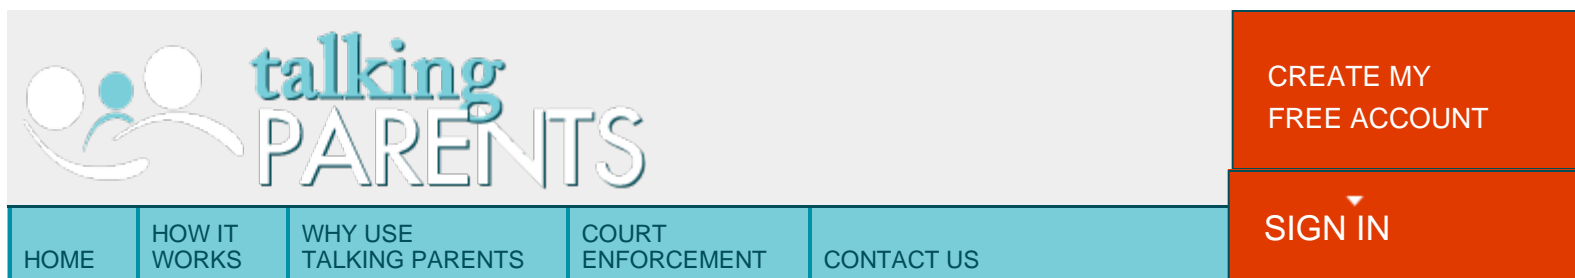 talking
PARENTS
CREATE MY
FREE ACCOUNT
SIGN IN
HOME
HOW IT
WORKS
WHY USE
TALKING PARENTS
COURT
ENFORCEMENT
CONTACT US